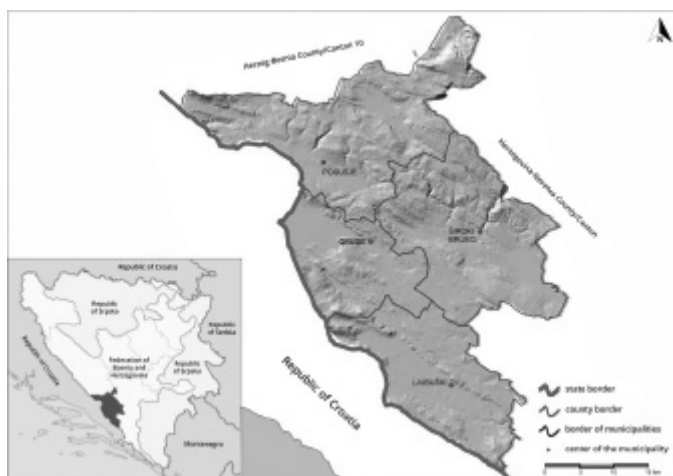 N
Herceg-Bosnia County/Canton 10
Herzegovina-Neretva County/Canton
POSUŠJE
ŠIROKI
BRIJEG
GRUDE
LJUBUŠKI
Republic of Croatia
state border
county border
border of municipalities
center of the municipality
Republic of Croatia
Republic
of Srpska
Republic
of Serbia
Republic of Croatia
Federation of
Bosnia and
Herzegovina
Republic
of Srpska
Montenegro